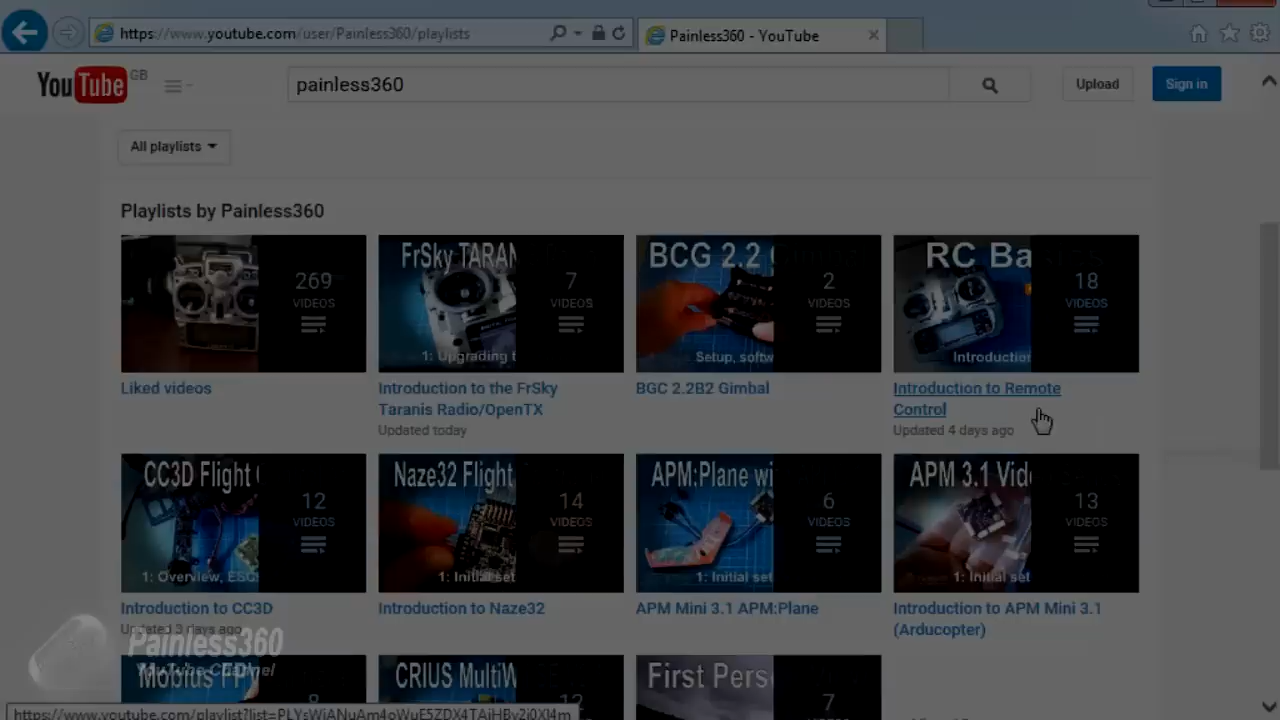 https://www.youtube.com/user/Painless360/playlists
Painless360 - YouTube
YouTube GB
painless360
Upload
Sign in
All playlists
Playlists by Painless360
269
VIDEOS
FrSky TARAN
7
VIDEOS
1: Upgrading t
BCG 2.2
2
VIDEOS
Setup, softw
RC Ba
18
VIDEOS
Introduction
Liked videos
Introduction to the FrSky
Taranis Radio/OpenTX
Updated today
BGC 2.2B2 Gimbal
Introduction to Remote
Control
Updated 4 days ago
CC3D Flight
12
VIDEOS
1: Overview, ESC
Naze32 Flight
14
VIDEOS
1: Initial set
APM:Plane wi
6
VIDEOS
1: Initial set
APM 3.1 Vid
13
VIDEOS
1: Initial set
Introduction to CC3D
Updated 3 days ago
Introduction to Naze32
APM Mini 3.1 APM:Plane
Introduction to APM Mini 3.1
(Arducopter)
Painless360
YouTube Channel
Mobius FP
8
CRIUS MultiW
12
First Pers
7